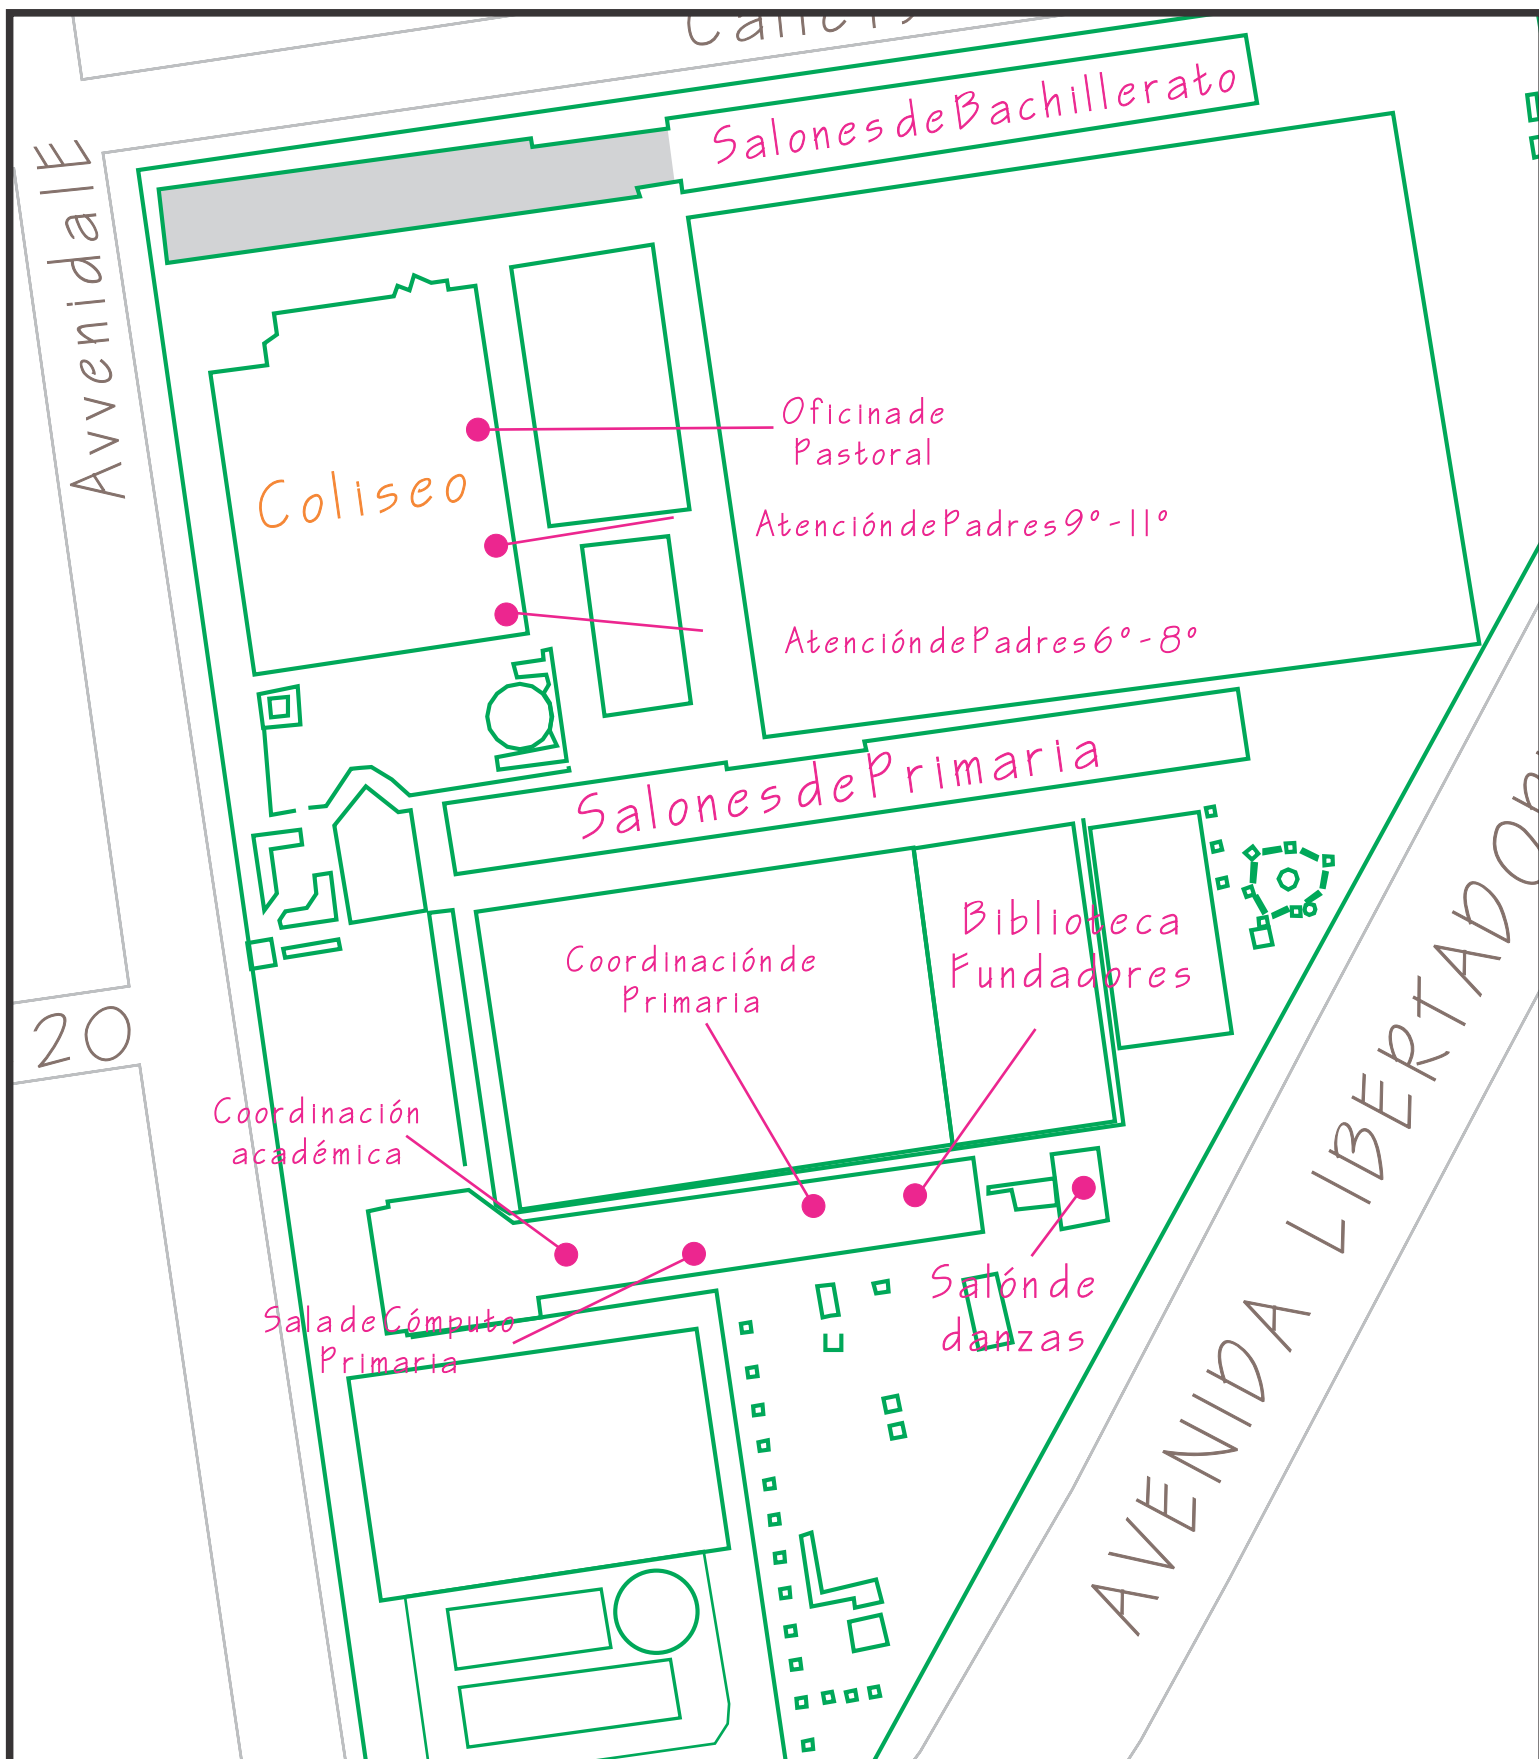 Salones de Bachillerato
Avvenida 1E
Oficina de
Pastoral
Coliseo
Atención de Padres 9° - 11°
Atención de Padres 6° - 8°
Salones de Primaria
Biblioteca
Fundadores
Coordinación de
Primaria
20
Coordinación
académica
Salón de
danzas
Sala de Cómputo
Primaria
AVENIDA LIBERTADOR